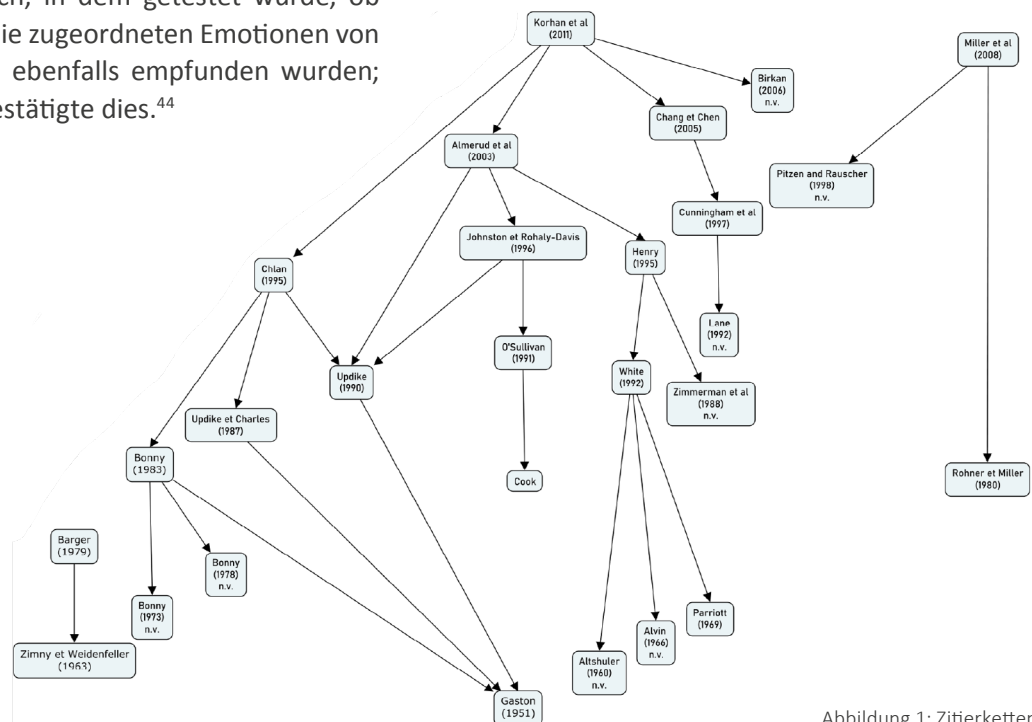 ch, in dem getestet wurde, ob
ie zugeordneten Emotionen von
ebenfalls empfunden wurden;
estätigte dies.⁴⁴
Korhan et al
(2011)
Miller et al
(2008)
Birkan
(2006)
n.v.
Chang et Chen
(2005)
Almerud et al
(2003)
Pitzen and Rauscher
(1998)
n.v.
Cunningham et al
(1997)
Johnston et Rohaly-Davis
(1996)
Henry
(1995)
Chlan
(1995)
Lane
(1992)
n.v.
O'Sullivan
(1991)
Updike
(1990)
White
(1992)
Zimmerman et al
(1988)
n.v.
Updike et Charles
(1987)
Bonny
(1983)
Cook
Rohner et Miller
(1980)
Barger
(1979)
Bonny
(1978)
n.v.
Bonny
(1973)
n.v.
Parriott
(1969)
Alvin
(1966)
n.v.
Zimny et Weidenfeller
(1963)
Altshuler
(1960)
n.v.
Gaston
(1951)
Abbildung 1: Zitierketten